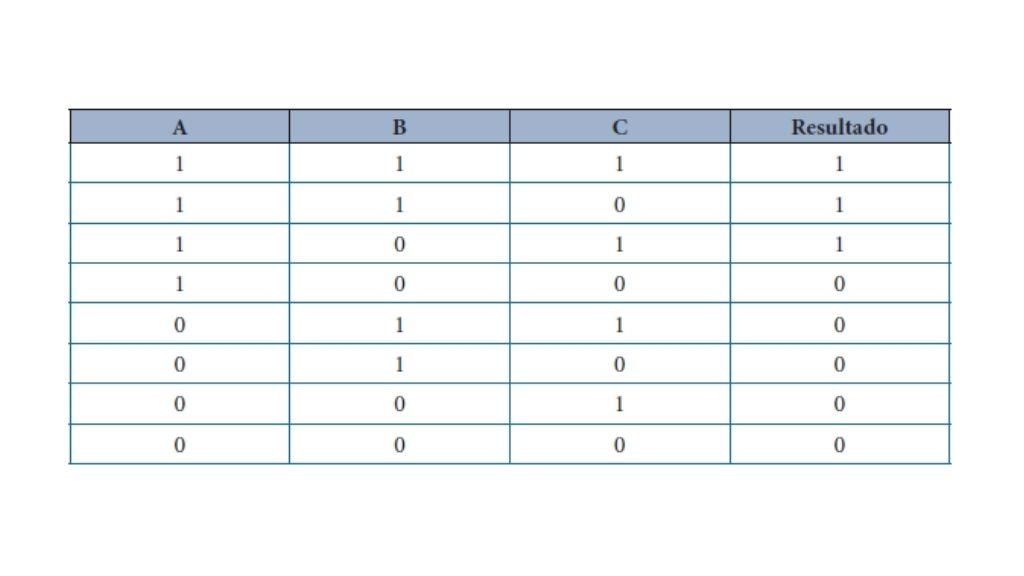 A B C Resultado
1 1 1 1
1 1 0 1
1 0 1 1
1 0 0 0
0 1 1 0
0 1 0 0
0 0 1 0
0 0 0 0